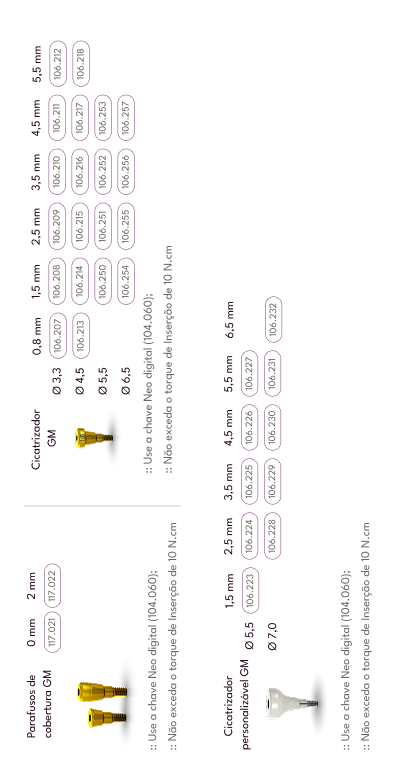 Parafusos de
cobertura GM
0 mm 2 mm
117.021 117.022
:: Use a chave Neo digital (104.060);
:: Não exceda o torque de Inserção de 10 N.cm
Cicatrizador
GM
0,8 mm 1,5 mm 2,5 mm 3,5 mm 4,5 mm 5,5 mm
Ø 3,3 106.207 106.208 106.209 106.210 106.211 106.212
Ø 4,5 106.213 106.214 106.215 106.216 106.217 106.218
Ø 5,5 106.250 106.251 106.252 106.253
Ø 6,5 106.254 106.255 106.256 106.257
:: Use a chave Neo digital (104.060);
:: Não exceda o torque de Inserção de 10 N.cm
Cicatrizador
personalizável GM
1,5 mm 2,5 mm 3,5 mm 4,5 mm 5,5 mm 6,5 mm
Ø 5,5 106.223 106.224 106.225 106.226 106.227
Ø 7,0 106.228 106.229 106.230 106.231 106.232
:: Use a chave Neo digital (104.060);
:: Não exceda o torque de Inserção de 10 N.cm